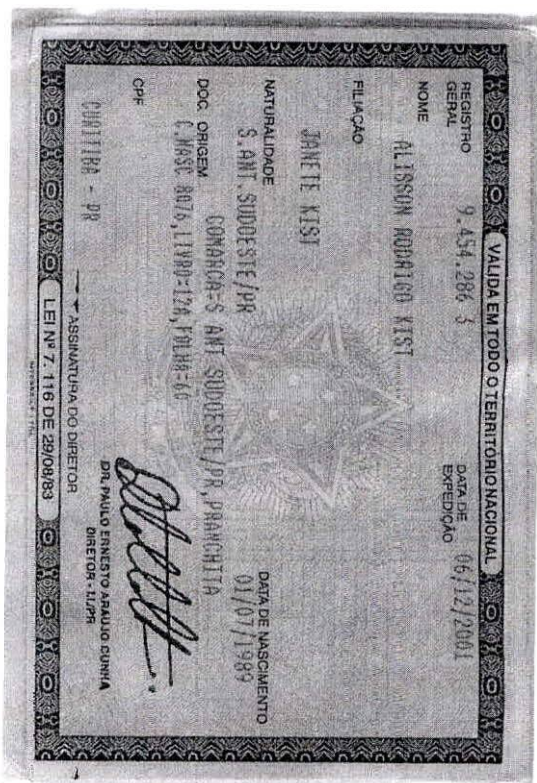 VALIDA EM TODO O TERRITÓRIO NACIONAL
REGISTRO GERAL 9.454.286 3 DATA DE EXPEDIÇÃO 06/12/2001
NOME ALISSON RODRIGO KIST
FILIAÇÃO
JANETE KIST
NATURALIDADE DATA DE NASCIMENTO
S.ANT.SUDOESTE/PR 01/07/1989
DOC. ORIGEM COMARCA=S ANT SUDOESTE/PR, PRANCHITA
C.NASC 8076,LIVRO=12A,FOLHA=60
CPF
CURITIBA - PR
DR. PAULO ERNESTO ARAUJO CUNHA
DIRETOR - II/PR
ASSINATURA DO DIRETOR
LEI Nº 7.116 DE 29/08/83